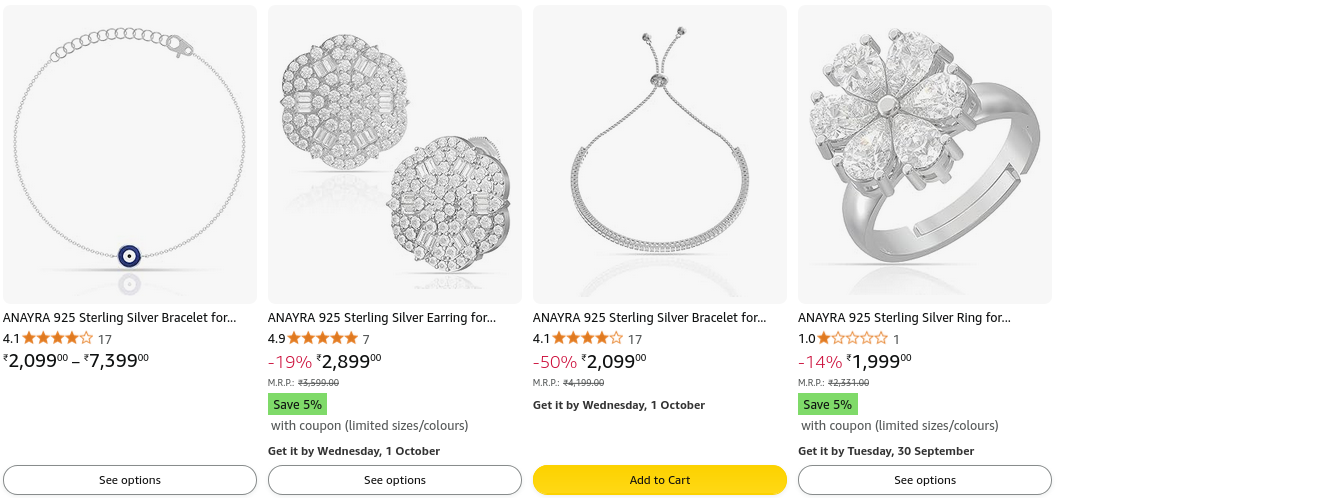 ANAYRA 925 Sterling Silver Bracelet for...
4.1 17
₹2,099⁰⁰ – ₹7,399⁰⁰
See options
ANAYRA 925 Sterling Silver Earring for...
4.9 7
-19% ₹2,899⁰⁰
M.R.P.: ₹3,599.00
Save 5%
with coupon (limited sizes/colours)
Get it by Wednesday, 1 October
See options
ANAYRA 925 Sterling Silver Bracelet for...
4.1 17
-50% ₹2,099⁰⁰
M.R.P.: ₹4,199.00
Get it by Wednesday, 1 October
Add to Cart
ANAYRA 925 Sterling Silver Ring for...
1.0 1
-14% ₹1,999⁰⁰
M.R.P.: ₹2,331.00
Save 5%
with coupon (limited sizes/colours)
Get it by Tuesday, 30 September
See options